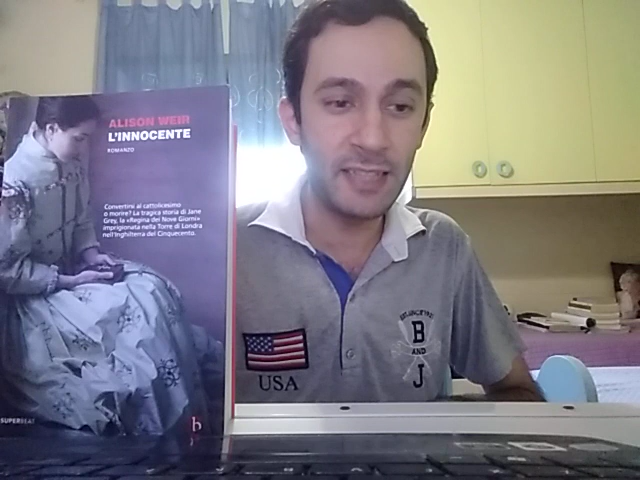 ALISON WEIR
L'INNOCENTE
ROMANZO
Convertirsi al cattolicesimo
o morire? La tragica storia di Jane
Grey, la «Regina dei Nove Giorni»
imprigionata nella Torre di Londra
nell'Inghilterra del Cinquecento.
SUPERBEAT
b
USA
B
AND
J